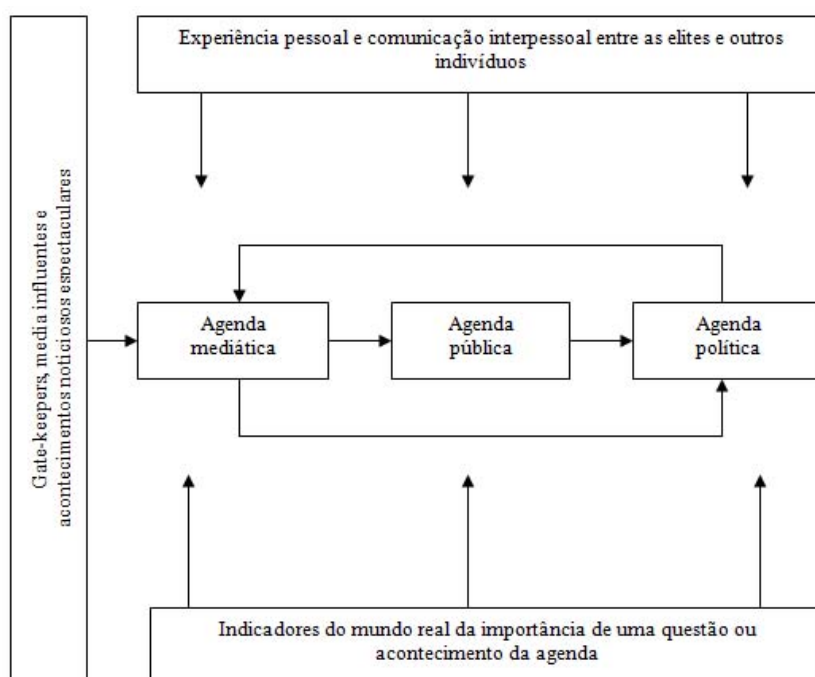 Experiência pessoal e comunicação interpessoal entre as elites e outros
indivíduos
Gate-keepers, media influentes e
acontecimentos noticiosos espectaculares
Agenda
mediática
Agenda
pública
Agenda
política
Indicadores do mundo real da importância de uma questão ou
acontecimento da agenda